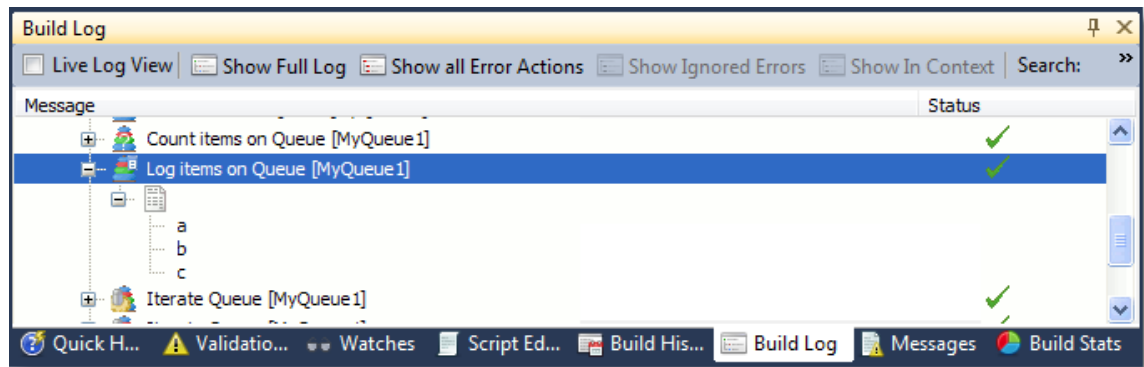 Build Log
Live Log View Show Full Log Show all Error Actions Show Ignored Errors Show In Context Search: »
Message Status
Count items on Queue [MyQueue1]
Log items on Queue [MyQueue1]
a
b
c
Iterate Queue [MyQueue1]
Quick H... Validatio... Watches Script Ed... Build His... Build Log Messages Build Stats